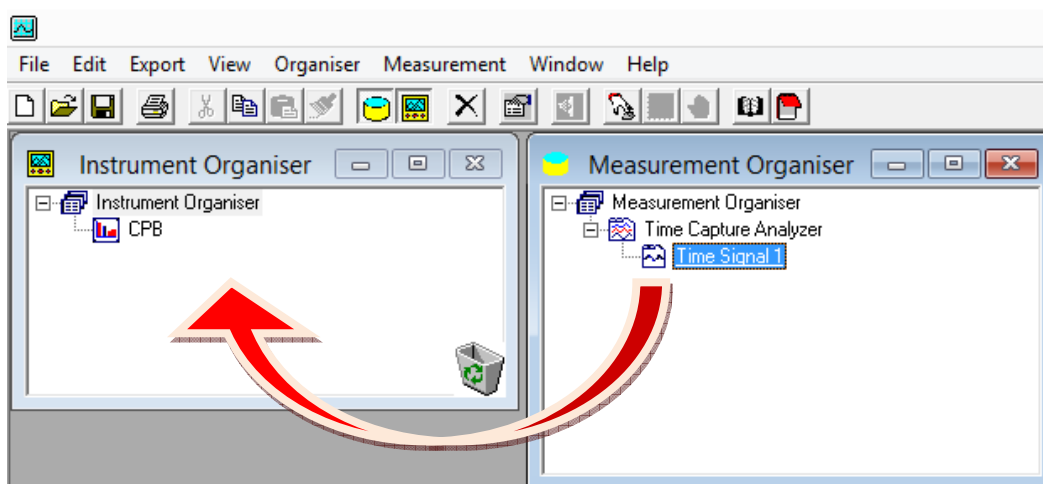 File Edit Export View Organiser Measurement Window Help
Instrument Organiser
Instrument Organiser
CPB
Measurement Organiser
Measurement Organiser
Time Capture Analyzer
Time Signal 1